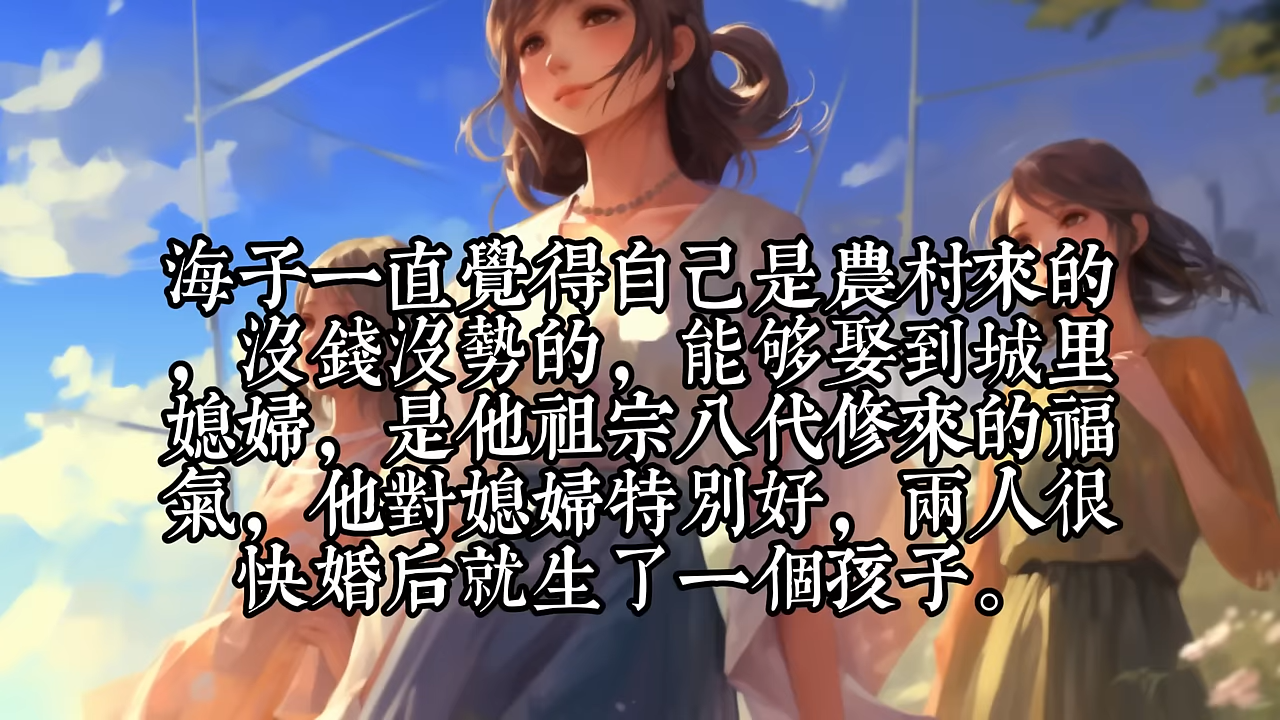 海子一直覺得自己是農村來的
，沒錢沒勢的，能够娶到城里
媳婦，是他祖宗八代修來的福
氣，他對媳婦特別好，兩人很
快婚后就生了一個孩子。